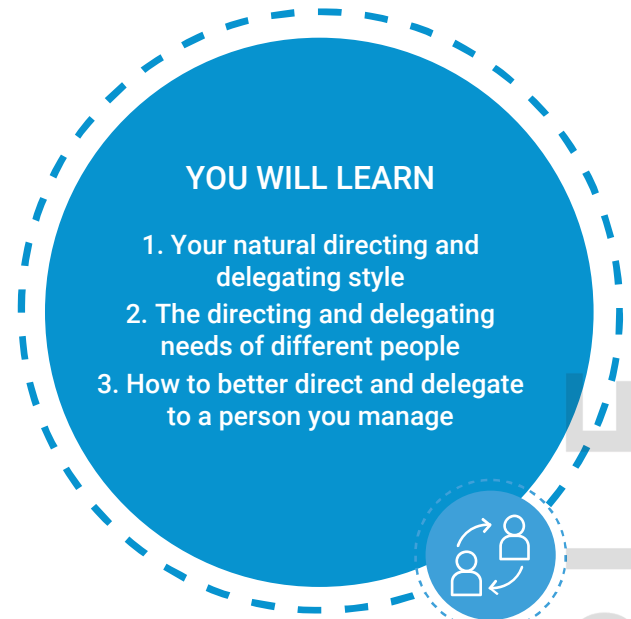 YOU WILL LEARN
1. Your natural directing and
delegating style
2. The directing and delegating
needs of different people
3. How to better direct and delegate
to a person you manage